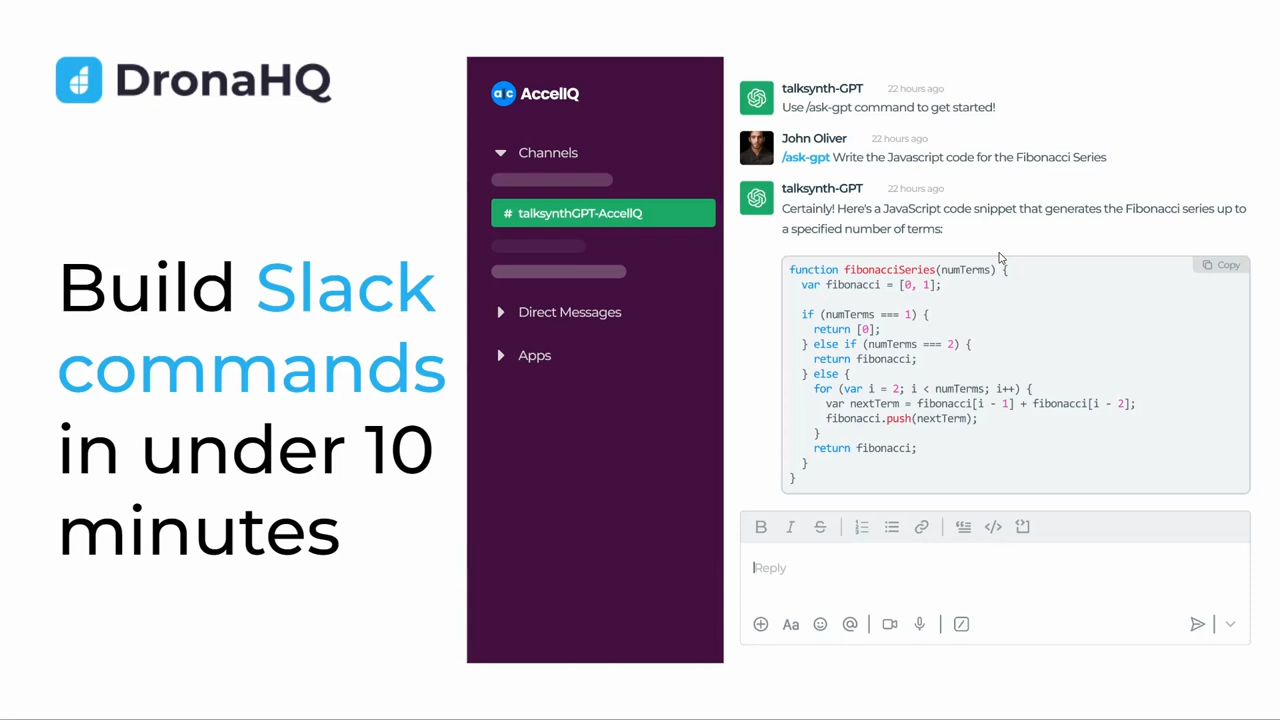 DronaHQ
Build Slack
commands
in under 10
minutes
ac AccelIQ
Channels
# talksynthGPT-AccelIQ
Direct Messages
Apps
talksynth-GPT 22 hours ago
Use /ask-gpt command to get started!
John Oliver 22 hours ago
/ask-gpt Write the Javascript code for the Fibonacci Series
talksynth-GPT 22 hours ago
Certainly! Here's a JavaScript code snippet that generates the Fibonacci series up to
a specified number of terms:
Copy
function fibonacciSeries(numTerms) {
var fibonacci = [0, 1];
if (numTerms === 1) {
return [0];
} else if (numTerms === 2) {
return fibonacci;
} else {
for (var i = 2; i < numTerms; i++) {
var nextTerm = fibonacci[i - 1] + fibonacci[i - 2];
fibonacci.push(nextTerm);
}
return fibonacci;
}
}
B I S
Reply
Aa @